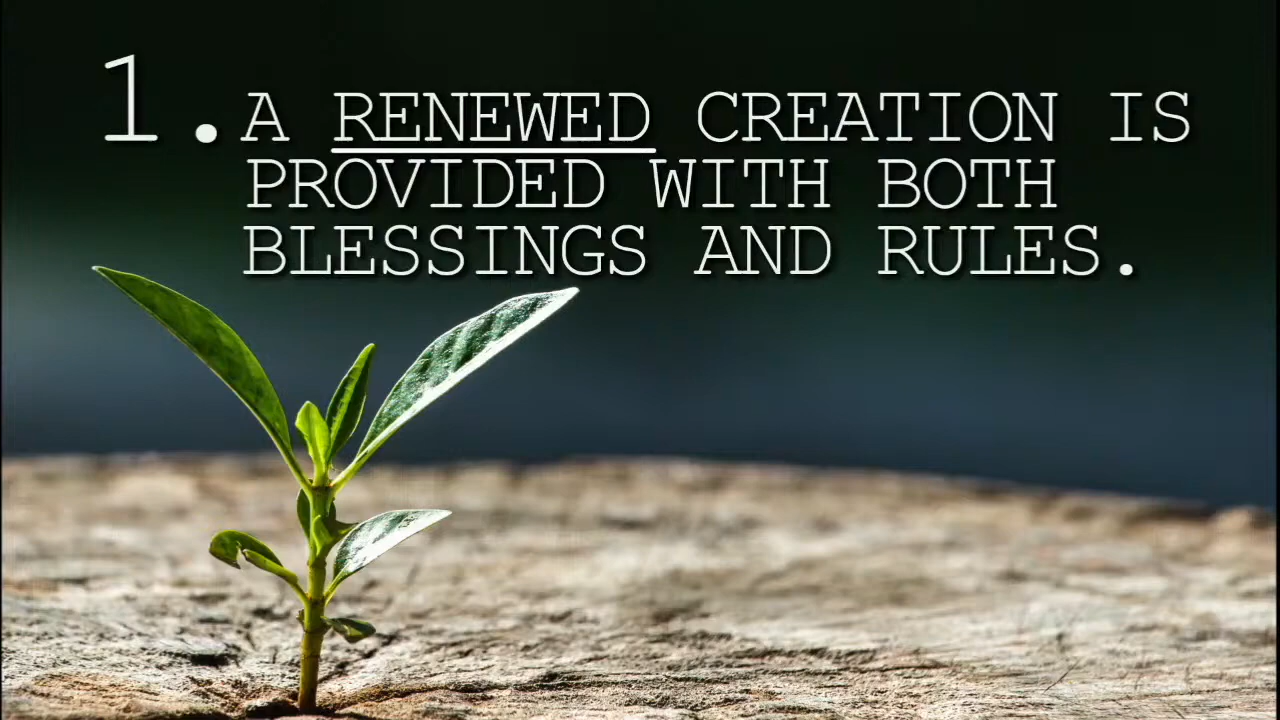 1. A RENEWED CREATION IS
PROVIDED WITH BOTH
BLESSINGS AND RULES.